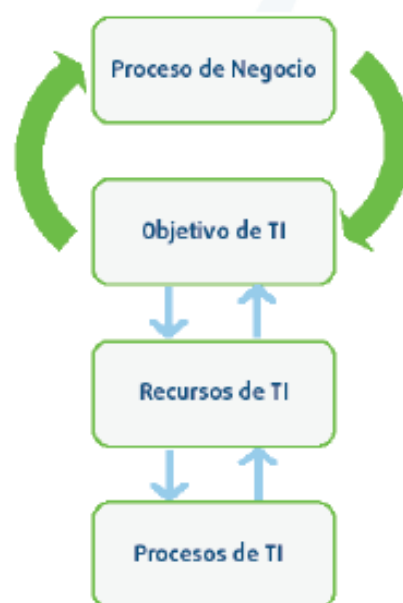 Proceso de Negocio
Objetivo de TI
Recursos de TI
Procesos de TI